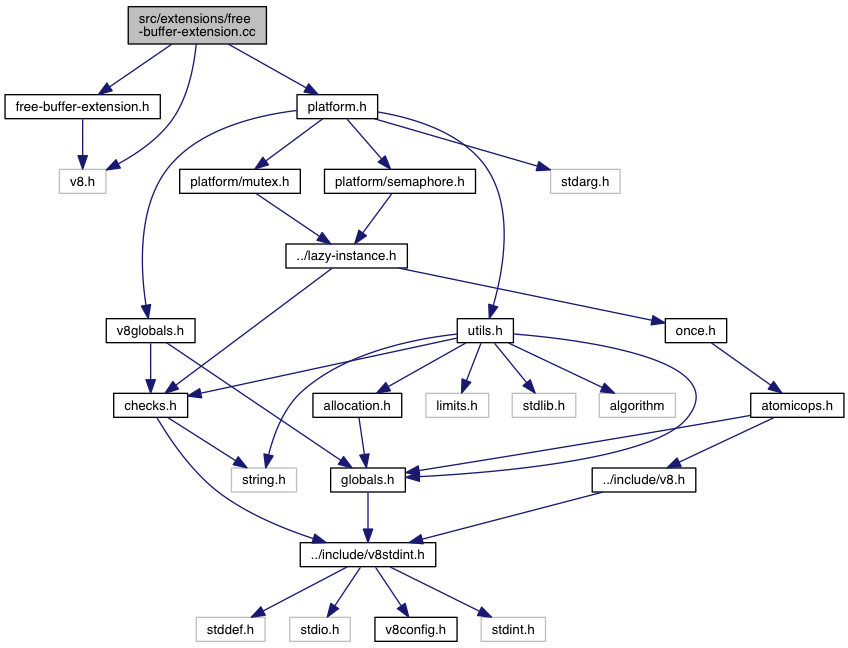 src/extensions/free
-buffer-extension.cc
free-buffer-extension.h
platform.h
v8.h
platform/mutex.h
platform/semaphore.h
stdarg.h
../lazy-instance.h
v8globals.h
utils.h
once.h
checks.h
allocation.h
limits.h
stdlib.h
algorithm
atomicops.h
string.h
globals.h
../include/v8.h
../include/v8stdint.h
stddef.h
stdio.h
v8config.h
stdint.h